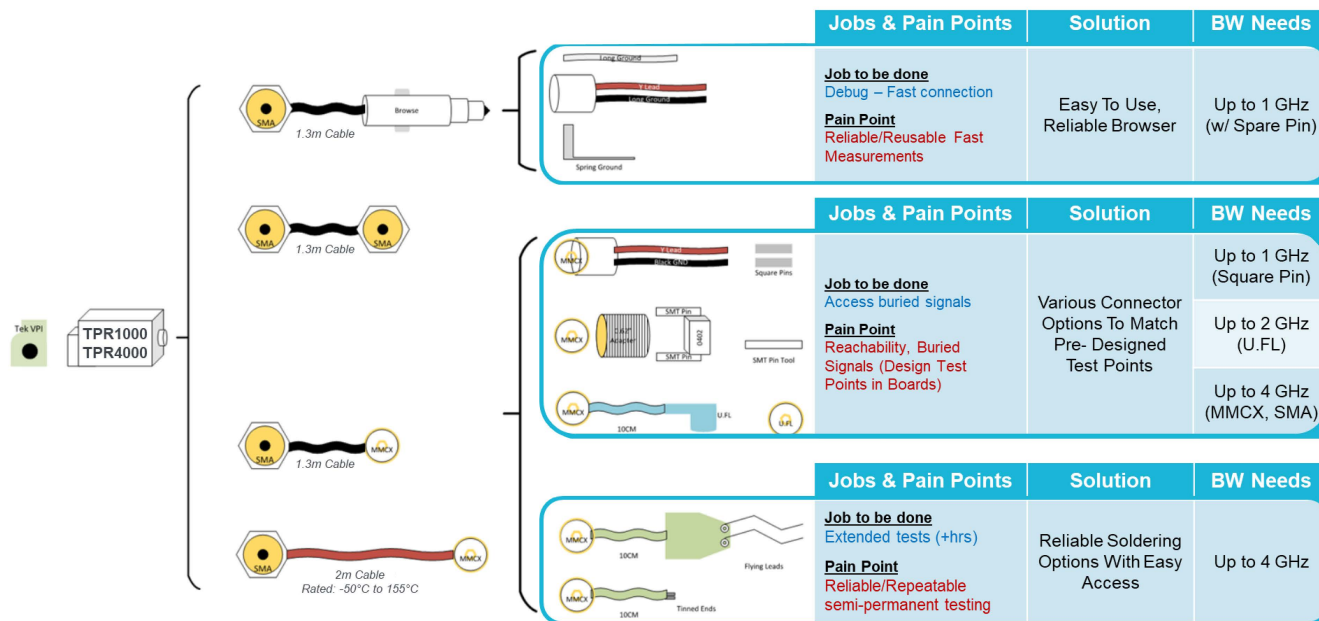 Tek VPI
TPR1000
TPR4000
SMA
1.3m Cable
Browse
SMA
1.3m Cable
SMA
SMA
1.3m Cable
MMCX
SMA
2m Cable
Rated: -50°C to 155°C
MMCX
Jobs & Pain Points
Solution
BW Needs
Long Ground
Y Lead
Long Ground
Spring Ground
Job to be done
Debug – Fast connection
Pain Point
Reliable/Reusable Fast
Measurements
Easy To Use,
Reliable Browser
Up to 1 GHz
(w/ Spare Pin)
Jobs & Pain Points
Solution
BW Needs
MMCX
Y Lead
Black GND
Square Pins
MMCX
0.62"
Adapter
SMT Pin
0402
SMT Pin
SMT Pin Tool
MMCX
10CM
U.FL
U.FL
Job to be done
Access buried signals
Pain Point
Reachability, Buried
Signals (Design Test
Points in Boards)
Various Connector
Options To Match
Pre- Designed
Test Points
Up to 1 GHz
(Square Pin)
Up to 2 GHz
(U.FL)
Up to 4 GHz
(MMCX, SMA)
Jobs & Pain Points
Solution
BW Needs
MMCX
10CM
Flying Leads
MMCX
10CM
Tinned Ends
Job to be done
Extended tests (+hrs)
Pain Point
Reliable/Repeatable
semi-permanent testing
Reliable Soldering
Options With Easy
Access
Up to 4 GHz